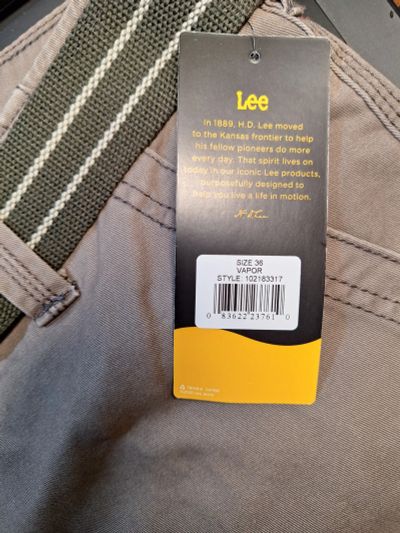 Lee
In 1889, H.D. Lee moved
to the Kansas frontier to help
his fellow pioneers do more
every day. That spirit lives on
today in our iconic Lee products,
purposefully designed to
help you live a life in motion.
SIZE 36
VAPOR
STYLE: 102183317
0 83622 23761 0